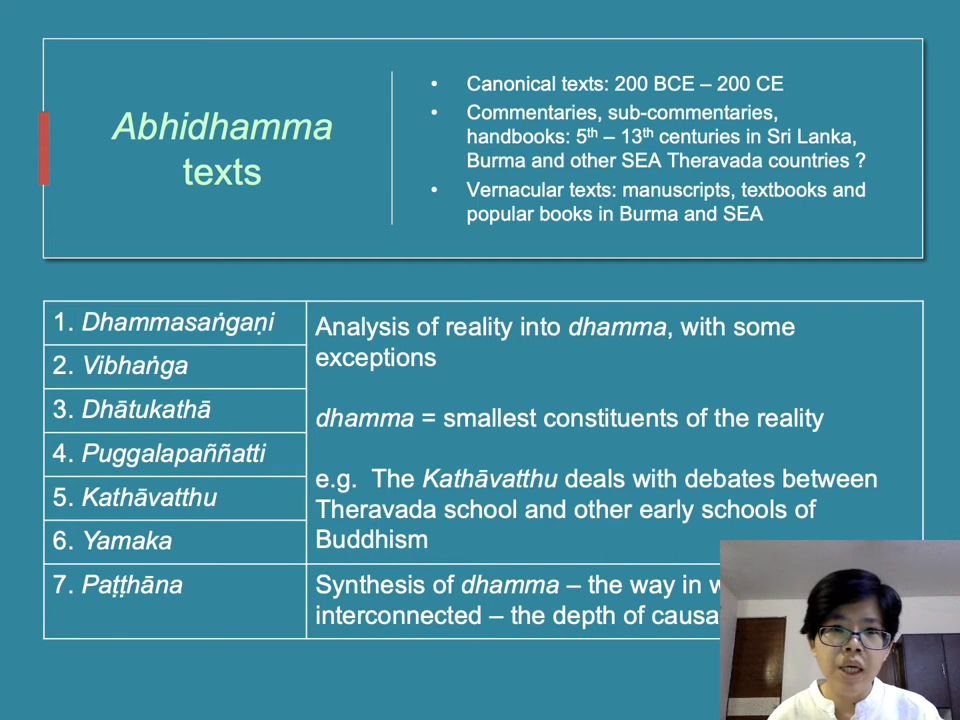 Abhidhamma
texts
• Canonical texts: 200 BCE – 200 CE
• Commentaries, sub-commentaries,
handbooks: 5th – 13th centuries in Sri Lanka,
Burma and other SEA Theravada countries ?
• Vernacular texts: manuscripts, textbooks and
popular books in Burma and SEA
1. Dhammasaṅgaṇi
2. Vibhaṅga
3. Dhātukathā
4. Puggalapaññatti
5. Kathāvatthu
6. Yamaka
Analysis of reality into dhamma, with some
exceptions
dhamma = smallest constituents of the reality
e.g. The Kathāvatthu deals with debates between
Theravada school and other early schools of
Buddhism
7. Paṭṭhāna
Synthesis of dhamma – the way in
interconnected – the depth of